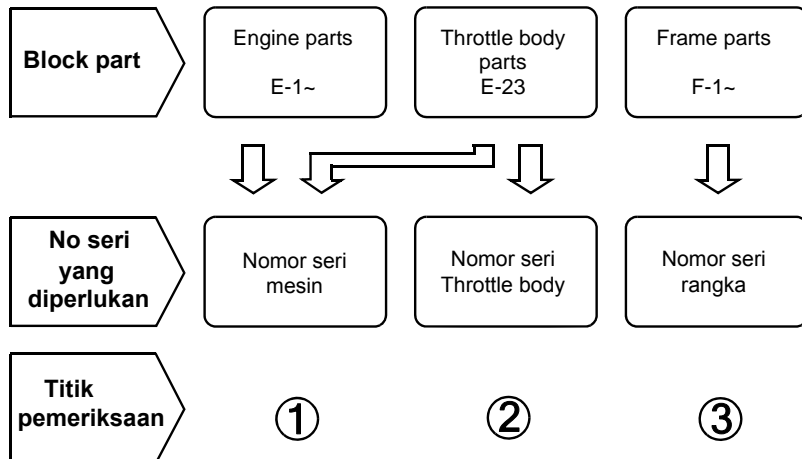 Block part
Engine parts
E-1~
Throttle body
parts
E-23
Frame parts
F-1~
No seri
yang
diperlukan
Nomor seri
mesin
Nomor seri
Throttle body
Nomor seri
rangka
Titik
pemeriksaan
①
②
③